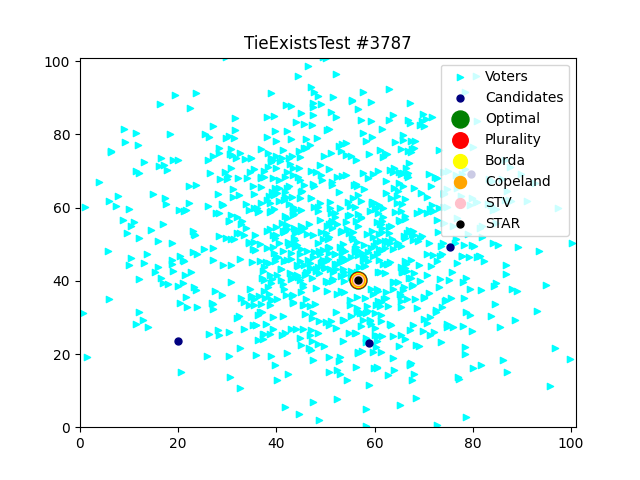 TieExistsTest #3787
100
80
60
40
20
0
0 20 40 60 80 100
Voters
Candidates
Optimal
Plurality
Borda
Copeland
STV
STAR